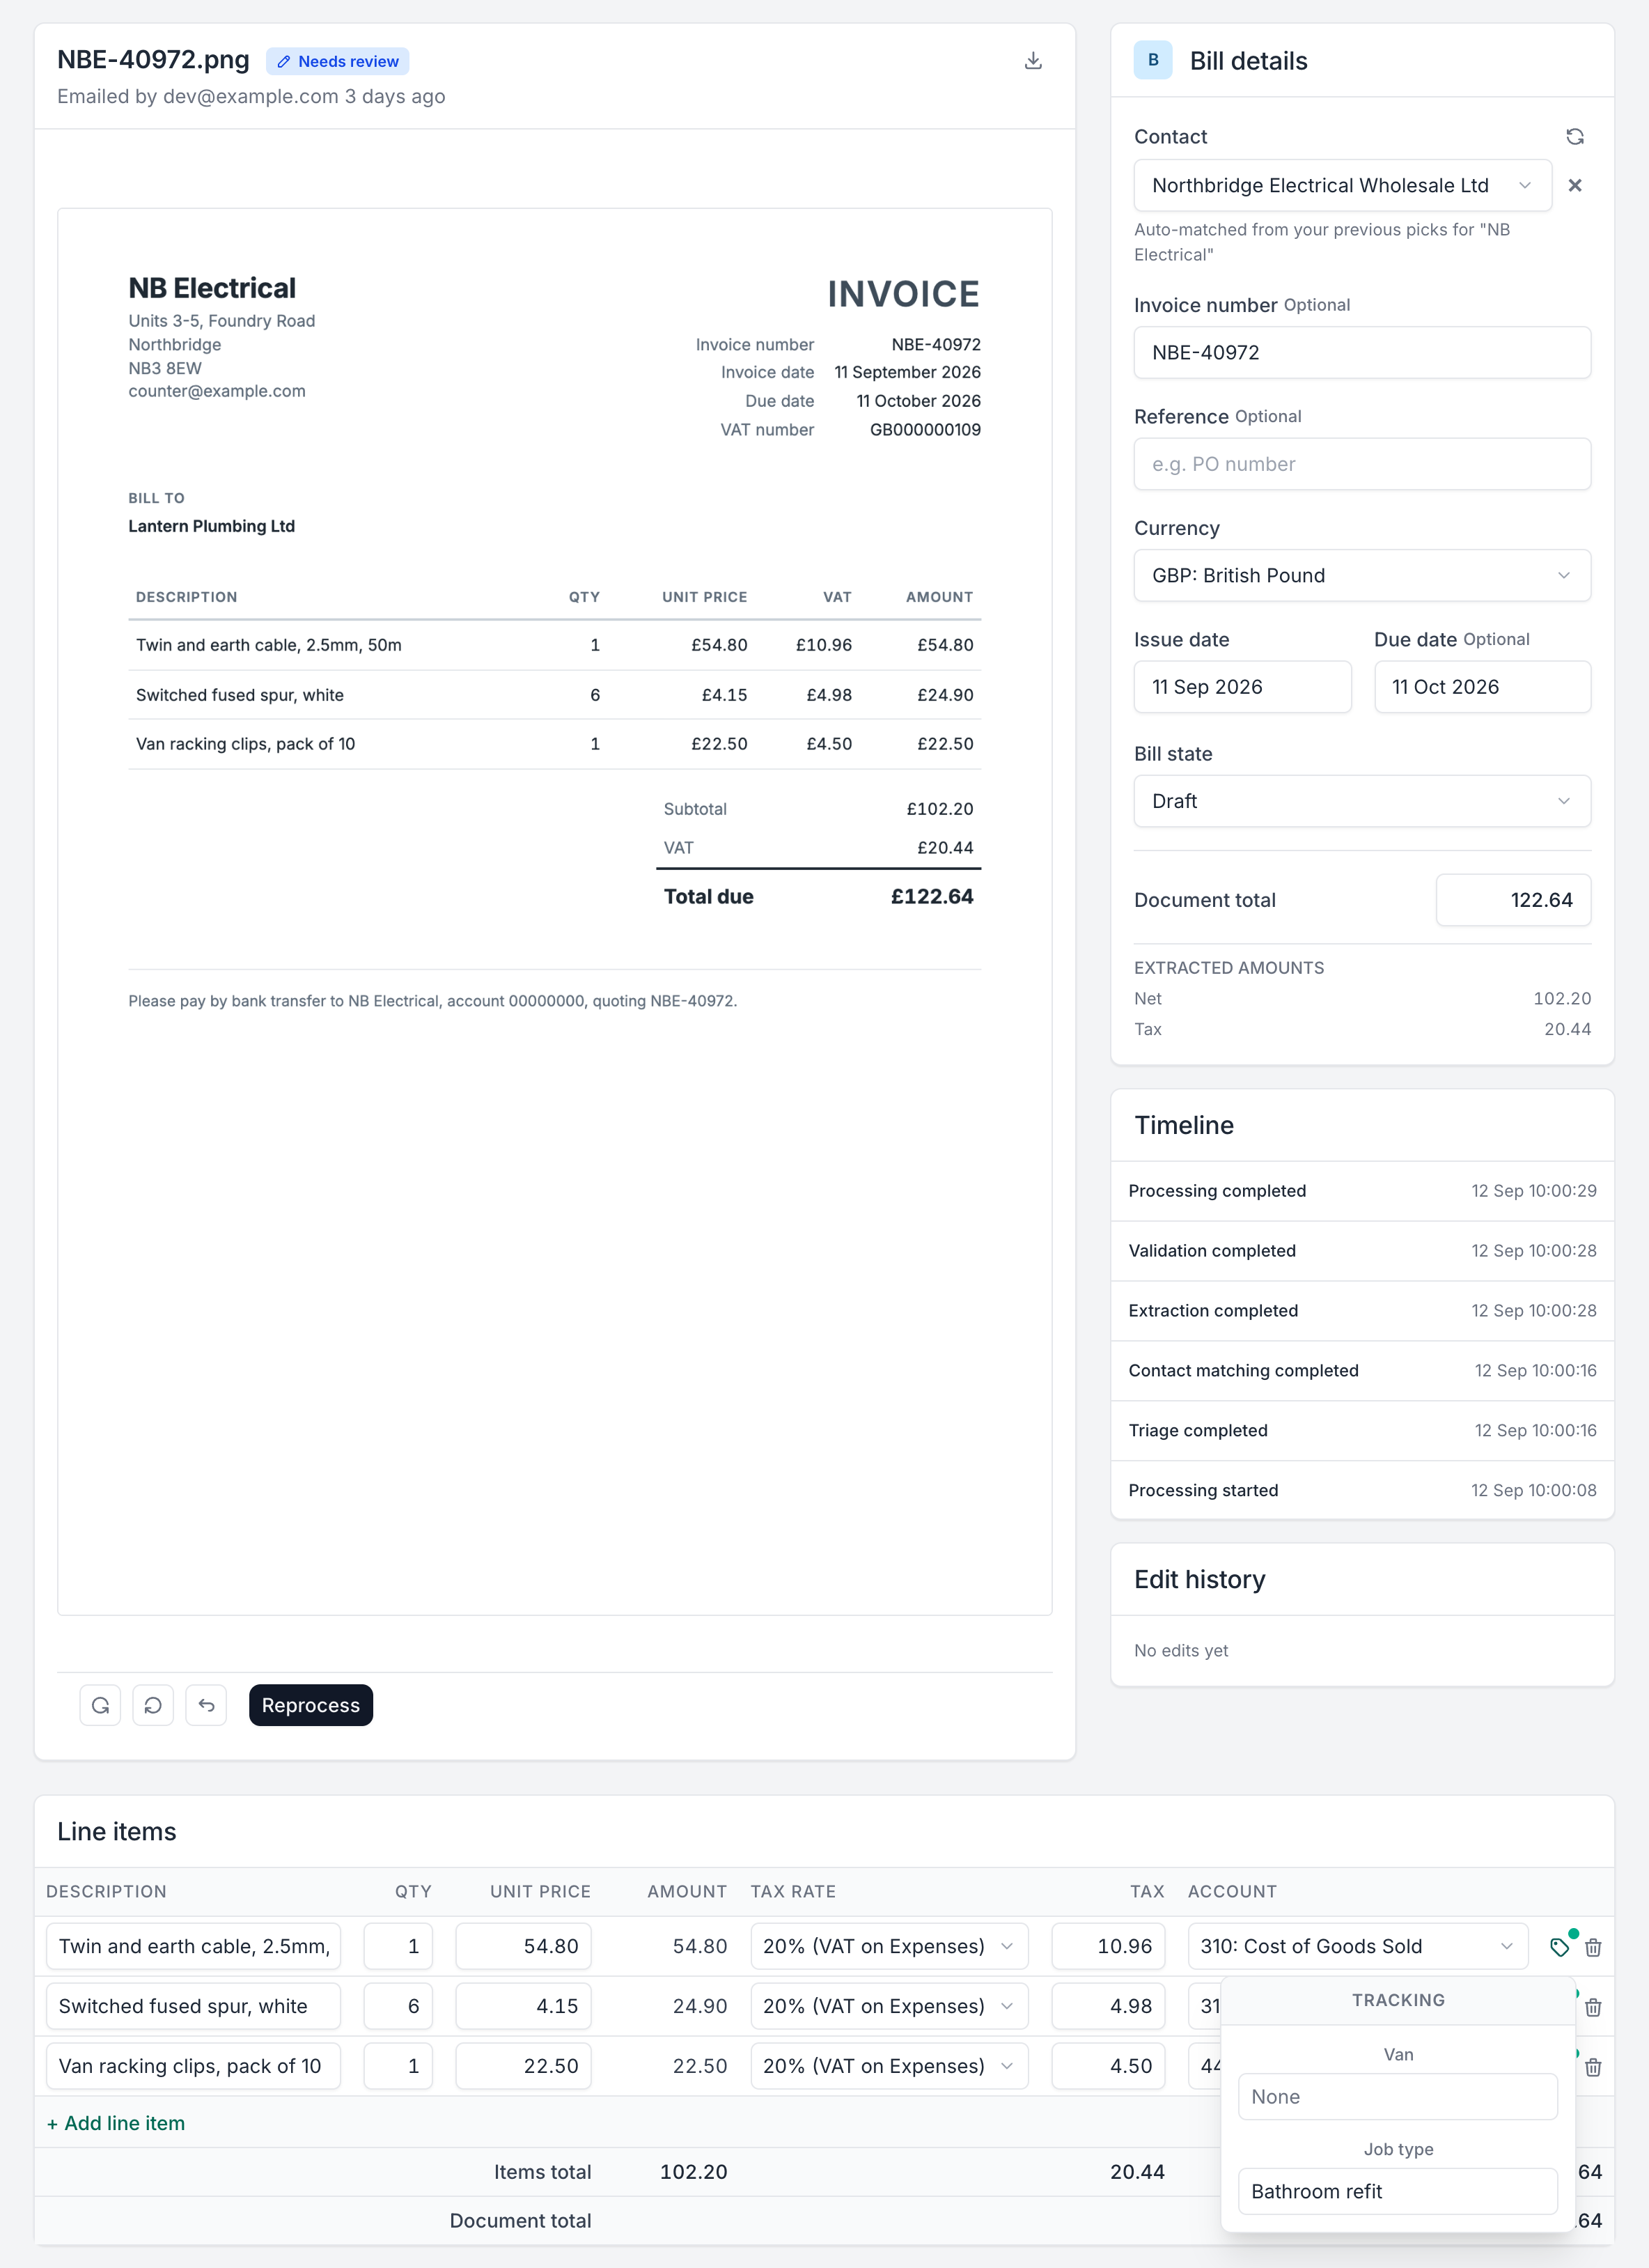 NBE-40972.png
Needs review
Emailed by dev@example.com 3 days ago
NB Electrical
Units 3-5, Foundry Road
Northbridge
NB3 8EW
counter@example.com
INVOICE
Invoice number NBE-40972
Invoice date 11 September 2026
Due date 11 October 2026
VAT number GB000000109
BILL TO
Lantern Plumbing Ltd
DESCRIPTION QTY UNIT PRICE VAT AMOUNT
Twin and earth cable, 2.5mm, 50m 1 £54.80 £10.96 £54.80
Switched fused spur, white 6 £4.15 £4.98 £24.90
Van racking clips, pack of 10 1 £22.50 £4.50 £22.50
Subtotal £102.20
VAT £20.44
Total due £122.64
Please pay by bank transfer to NB Electrical, account 00000000, quoting NBE-40972.
Reprocess
B Bill details
Contact
Northbridge Electrical Wholesale Ltd
Auto-matched from your previous picks for "NB
Electrical"
Invoice number Optional
NBE-40972
Reference Optional
e.g. PO number
Currency
GBP: British Pound
Issue date Due date Optional
11 Sep 2026 11 Oct 2026
Bill state
Draft
Document total 122.64
EXTRACTED AMOUNTS
Net 102.20
Tax 20.44
Timeline
Processing completed 12 Sep 10:00:29
Validation completed 12 Sep 10:00:28
Extraction completed 12 Sep 10:00:28
Contact matching completed 12 Sep 10:00:16
Triage completed 12 Sep 10:00:16
Processing started 12 Sep 10:00:08
Edit history
No edits yet
Line items
DESCRIPTION QTY UNIT PRICE AMOUNT TAX RATE TAX ACCOUNT
Twin and earth cable, 2.5mm, 1 54.80 54.80 20% (VAT on Expenses) 10.96 310: Cost of Goods Sold
Switched fused spur, white 6 4.15 24.90 20% (VAT on Expenses) 4.98 31
Van racking clips, pack of 10 1 22.50 22.50 20% (VAT on Expenses) 4.50 44
+ Add line item
Items total 102.20 20.44 64
Document total .64
TRACKING
Van
None
Job type
Bathroom refit